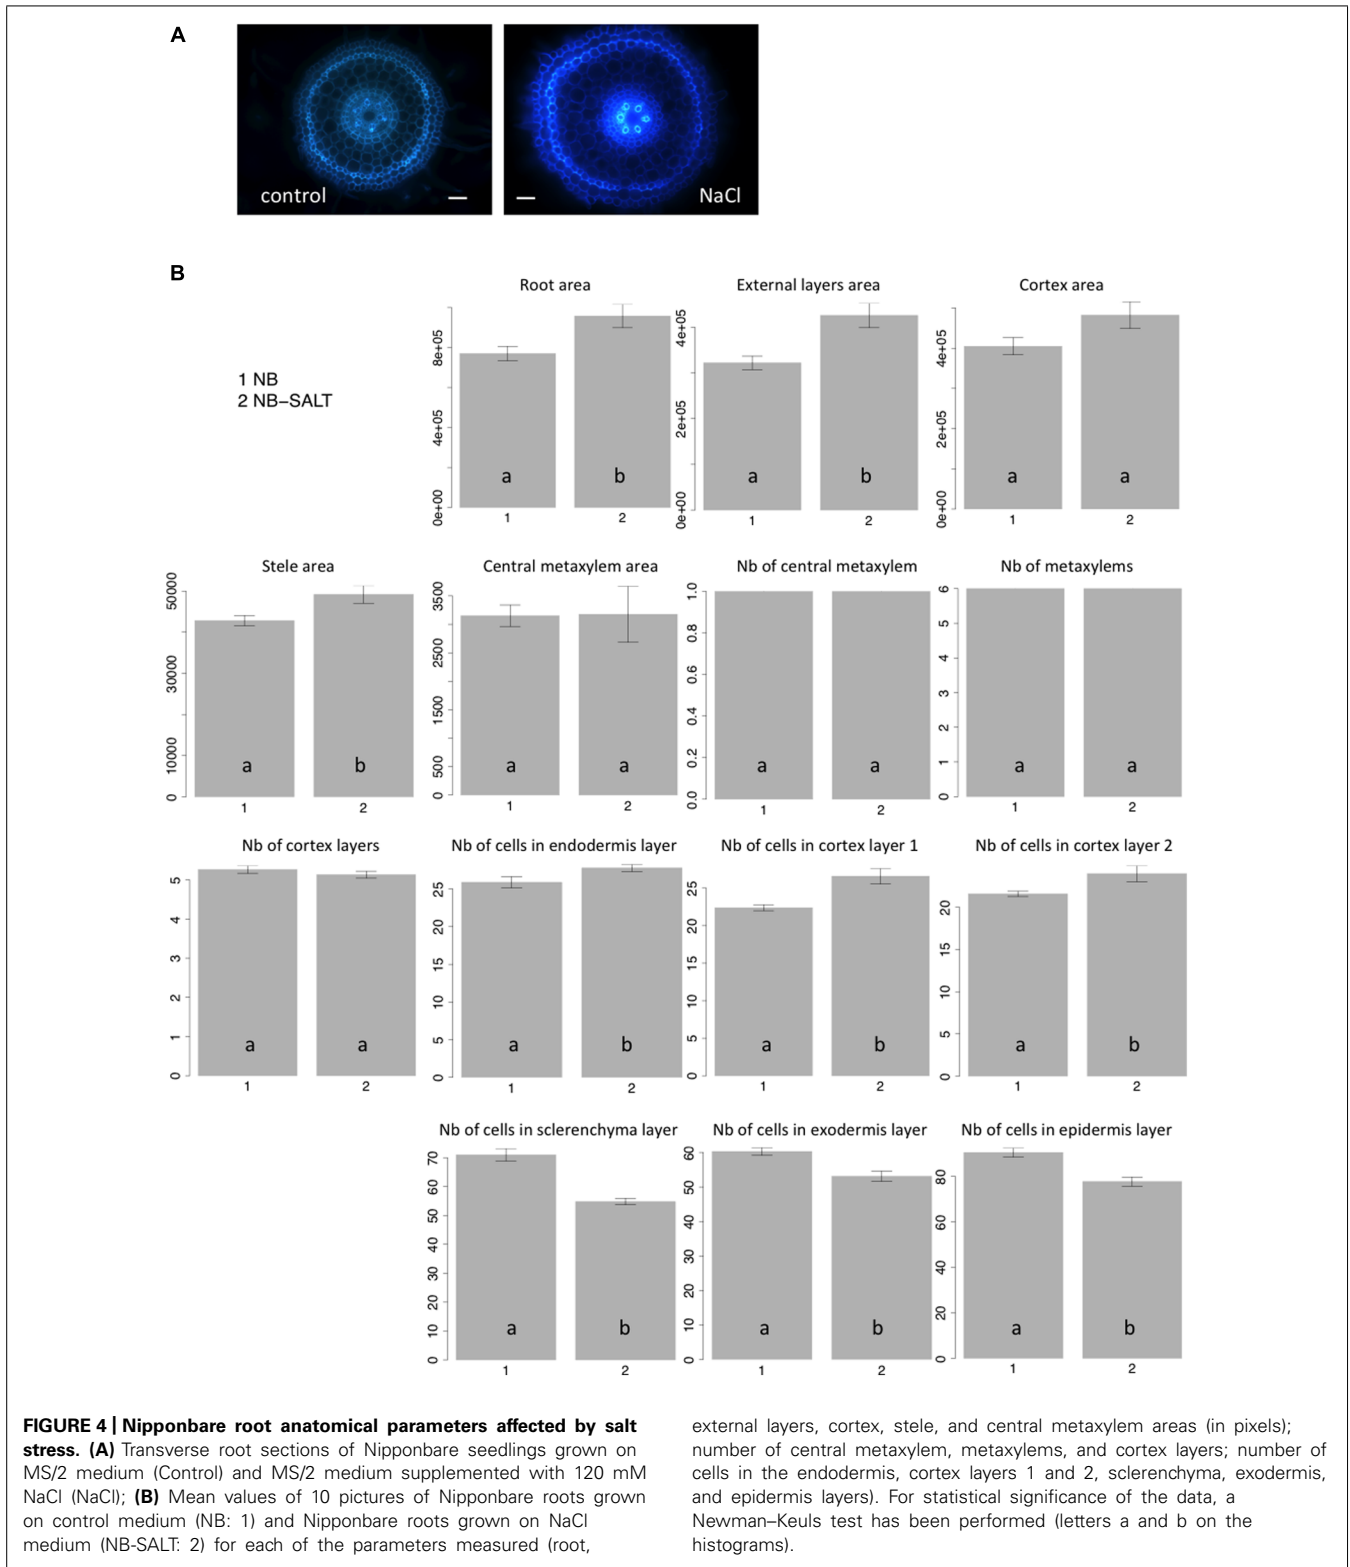 A
control
NaCl
B
1 NB
2 NB–SALT
Root area
0e+00
4e+05
8e+05
a
b
1
2
External layers area
0e+00
2e+05
4e+05
a
b
1
2
Cortex area
0e+00
2e+05
4e+05
a
a
1
2
Stele area
0
10000
30000
50000
a
b
1
2
Central metaxylem area
0
500
1500
2500
3500
a
a
1
2
Nb of central metaxylem
0.0
0.2
0.4
0.6
0.8
1.0
a
a
1
2
Nb of metaxylems
0
1
2
3
4
5
6
a
a
1
2
Nb of cortex layers
0
1
2
3
4
5
a
a
1
2
Nb of cells in endodermis layer
0
5
10
15
20
25
a
b
1
2
Nb of cells in cortex layer 1
0
5
10
15
20
25
a
b
1
2
Nb of cells in cortex layer 2
0
5
10
15
20
a
b
1
2
Nb of cells in sclerenchyma layer
0
10
20
30
40
50
60
70
a
b
1
2
Nb of cells in exodermis layer
0
10
20
30
40
50
60
a
b
1
2
Nb of cells in epidermis layer
0
20
40
60
80
a
b
1
2
FIGURE 4 | Nipponbare root anatomical parameters affected by salt
stress. (A) Transverse root sections of Nipponbare seedlings grown on
MS/2 medium (Control) and MS/2 medium supplemented with 120 mM
NaCl (NaCl); (B) Mean values of 10 pictures of Nipponbare roots grown
on control medium (NB: 1) and Nipponbare roots grown on NaCl
medium (NB-SALT: 2) for each of the parameters measured (root,
external layers, cortex, stele, and central metaxylem areas (in pixels);
number of central metaxylem, metaxylems, and cortex layers; number of
cells in the endodermis, cortex layers 1 and 2, sclerenchyma, exodermis,
and epidermis layers). For statistical significance of the data, a
Newman–Keuls test has been performed (letters a and b on the
histograms).